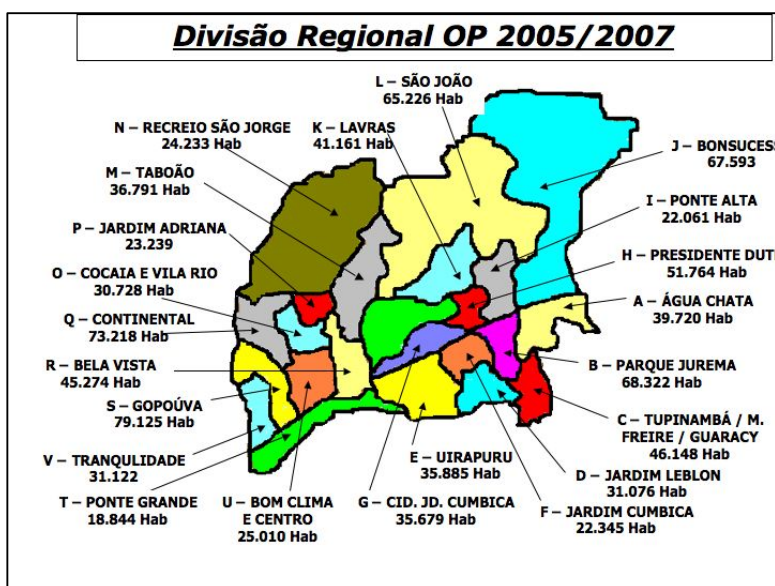 Divisão Regional OP 2005/2007
L – SÃO JOÃO
65.226 Hab
N – RECREIO SÃO JORGE
24.233 Hab
K – LAVRAS
41.161 Hab
J – BONSUCESS
67.593
M – TABOÃO
36.791 Hab
I – PONTE ALTA
22.061 Hab
P – JARDIM ADRIANA
23.239
H – PRESIDENTE DUT
51.764 Hab
O – COCAIA E VILA RIO
30.728 Hab
A – ÁGUA CHATA
39.720 Hab
Q – CONTINENTAL
73.218 Hab
R – BELA VISTA
45.274 Hab
B – PARQUE JUREMA
68.322 Hab
S – GOPOÚVA
79.125 Hab
C – TUPINAMBÁ / M.
FREIRE / GUARACY
46.148 Hab
V – TRANQULIDADE
31.122
E – UIRAPURU
35.885 Hab
D – JARDIM LEBLON
31.076 Hab
T – PONTE GRANDE
18.844 Hab
U – BOM CLIMA
E CENTRO
25.010 Hab
G – CID. JD. CUMBICA
35.679 Hab
F – JARDIM CUMBICA
22.345 Hab